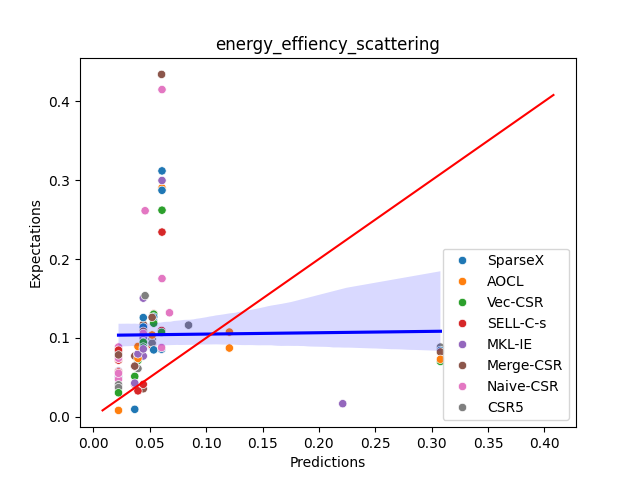 energy_effiency_scattering
Expectations
0.4
0.3
0.2
0.1
0.0
SparseX
AOCL
Vec-CSR
SELL-C-s
MKL-IE
Merge-CSR
Naive-CSR
CSR5
0.00 0.05 0.10 0.15 0.20 0.25 0.30 0.35 0.40
Predictions